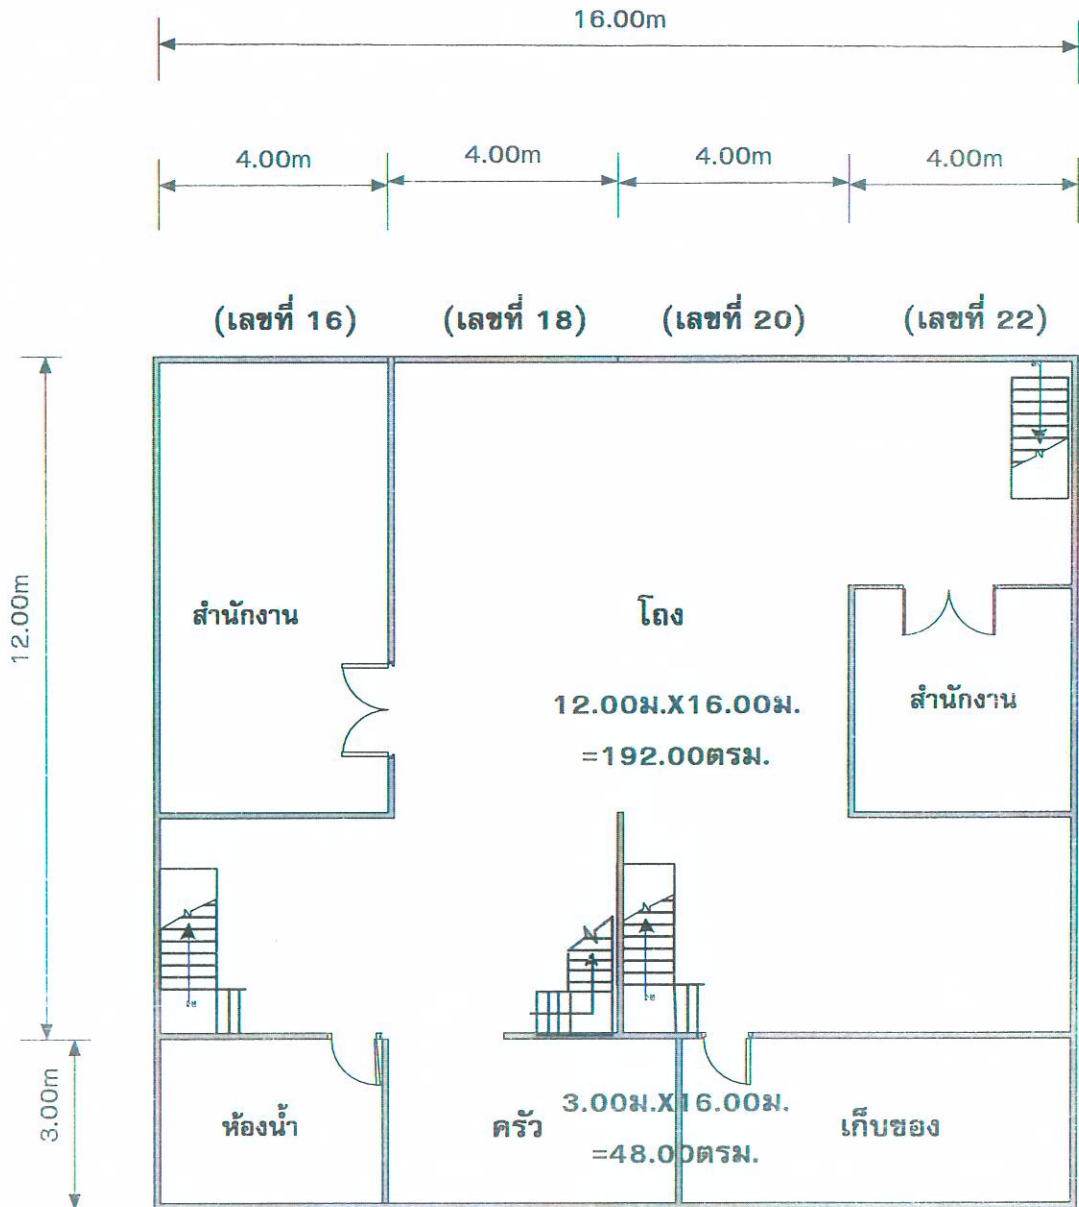 16.00m
4.00m
4.00m
4.00m
4.00m
(เลขที่ 16)
(เลขที่ 18)
(เลขที่ 20)
(เลขที่ 22)
12.00m
สำนักงาน
โถง
12.00ม.X16.00ม.
=192.00ตรม.
สำนักงาน
3.00m
ห้องน้ำ
ครัว
3.00ม.X16.00ม.
=48.00ตรม.
เก็บของ